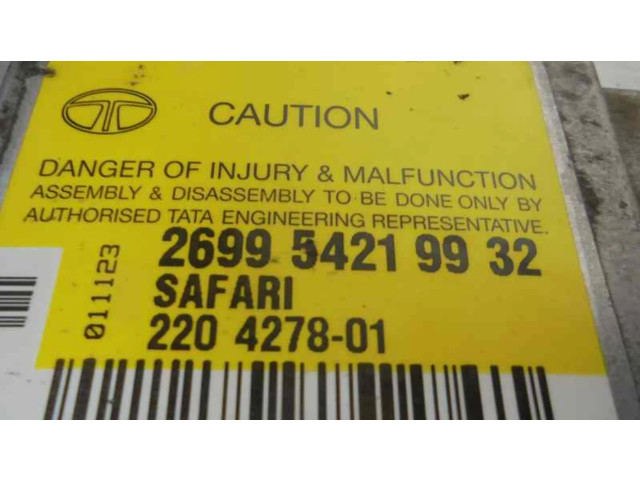 CAUTION
DANGER OF INJURY & MALFUNCTION
ASSEMBLY & DISASSEMBLY TO BE DONE ONLY BY
AUTHORISED TATA ENGINEERING REPRESENTATIVE.
2699 5421 99 32
SAFARI
220 4278-01
011123